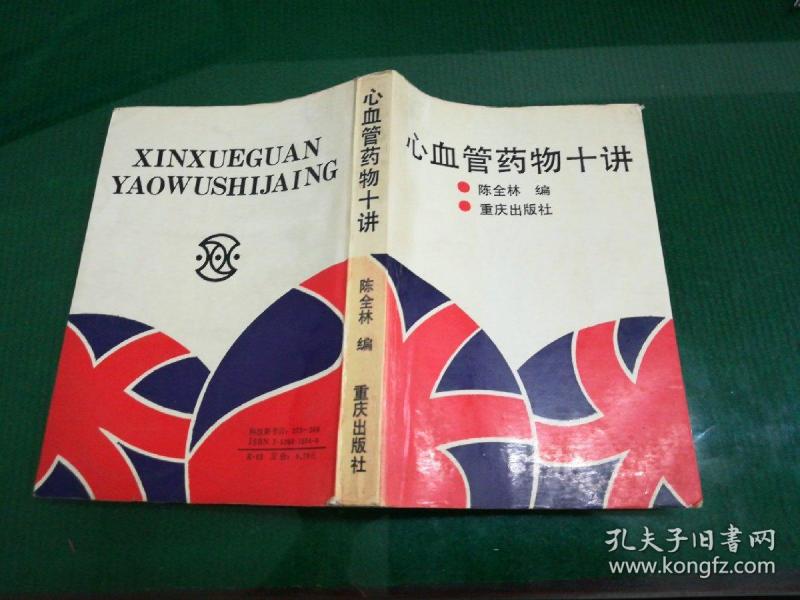 XINXUEGUAN
YAOWUSHIJAING
心血管药物十讲
陈全林 编
重庆出版社
心血管药物十讲
陈全林 编
重庆出版社
孔夫子旧书网
www.kongfz.com